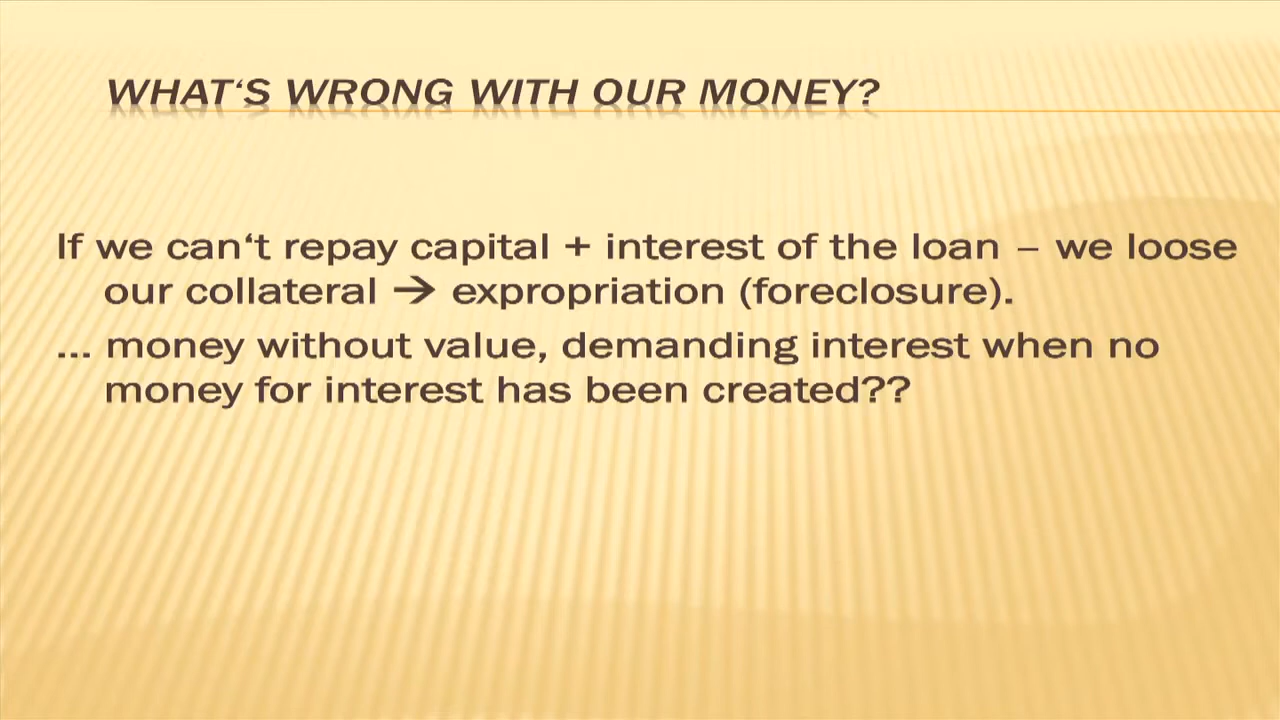 WHAT‘S WRONG WITH OUR MONEY?
If we can‘t repay capital + interest of the loan – we loose
our collateral → expropriation (foreclosure).
... money without value, demanding interest when no
money for interest has been created??